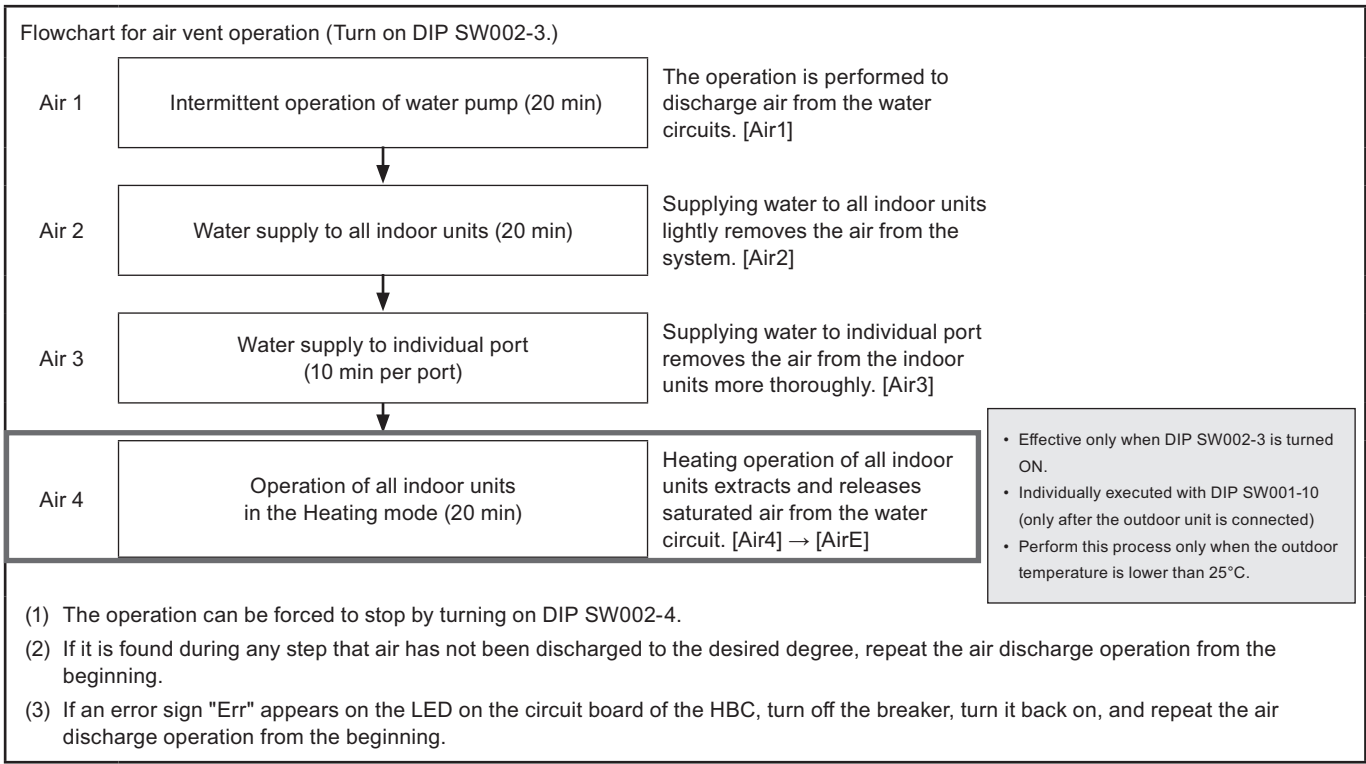 Flowchart for air vent operation (Turn on DIP SW002-3.)
Air 1
Intermittent operation of water pump (20 min)
The operation is performed to
discharge air from the water
circuits. [Air1]
Air 2
Water supply to all indoor units (20 min)
Supplying water to all indoor units
lightly removes the air from the
system. [Air2]
Air 3
Water supply to individual port
(10 min per port)
Supplying water to individual port
removes the air from the indoor
units more thoroughly. [Air3]
Air 4
Operation of all indoor units
in the Heating mode (20 min)
Heating operation of all indoor
units extracts and releases
saturated air from the water
circuit. [Air4] → [AirE]
• Effective only when DIP SW002-3 is turned
ON.
• Individually executed with DIP SW001-10
(only after the outdoor unit is connected)
• Perform this process only when the outdoor
temperature is lower than 25°C.
(1) The operation can be forced to stop by turning on DIP SW002-4.
(2) If it is found during any step that air has not been discharged to the desired degree, repeat the air discharge operation from the
beginning.
(3) If an error sign "Err" appears on the LED on the circuit board of the HBC, turn off the breaker, turn it back on, and repeat the air
discharge operation from the beginning.